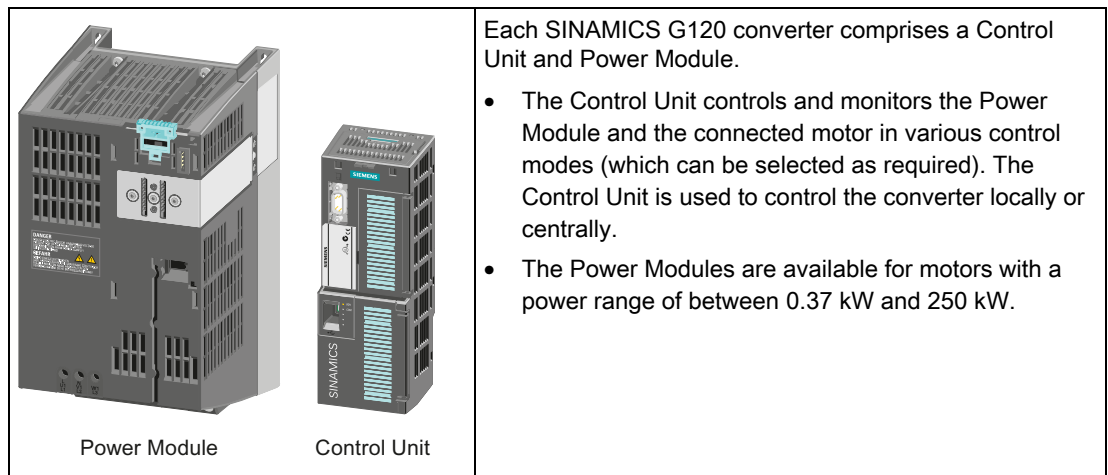 Each SINAMICS G120 converter comprises a Control
Unit and Power Module.
• The Control Unit controls and monitors the Power
Module and the connected motor in various control
modes (which can be selected as required). The
Control Unit is used to control the converter locally or
centrally.
• The Power Modules are available for motors with a
power range of between 0.37 kW and 250 kW.
DANGER
GEFAHR
SIEMENS
SIEMENS
SINAMICS
Power Module
Control Unit